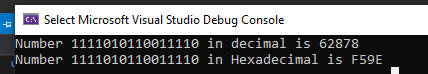 Select Microsoft Visual Studio Debug Console
Number 1111010110011110 in decimal is 62878
Number 1111010110011110 in Hexadecimal is F59E